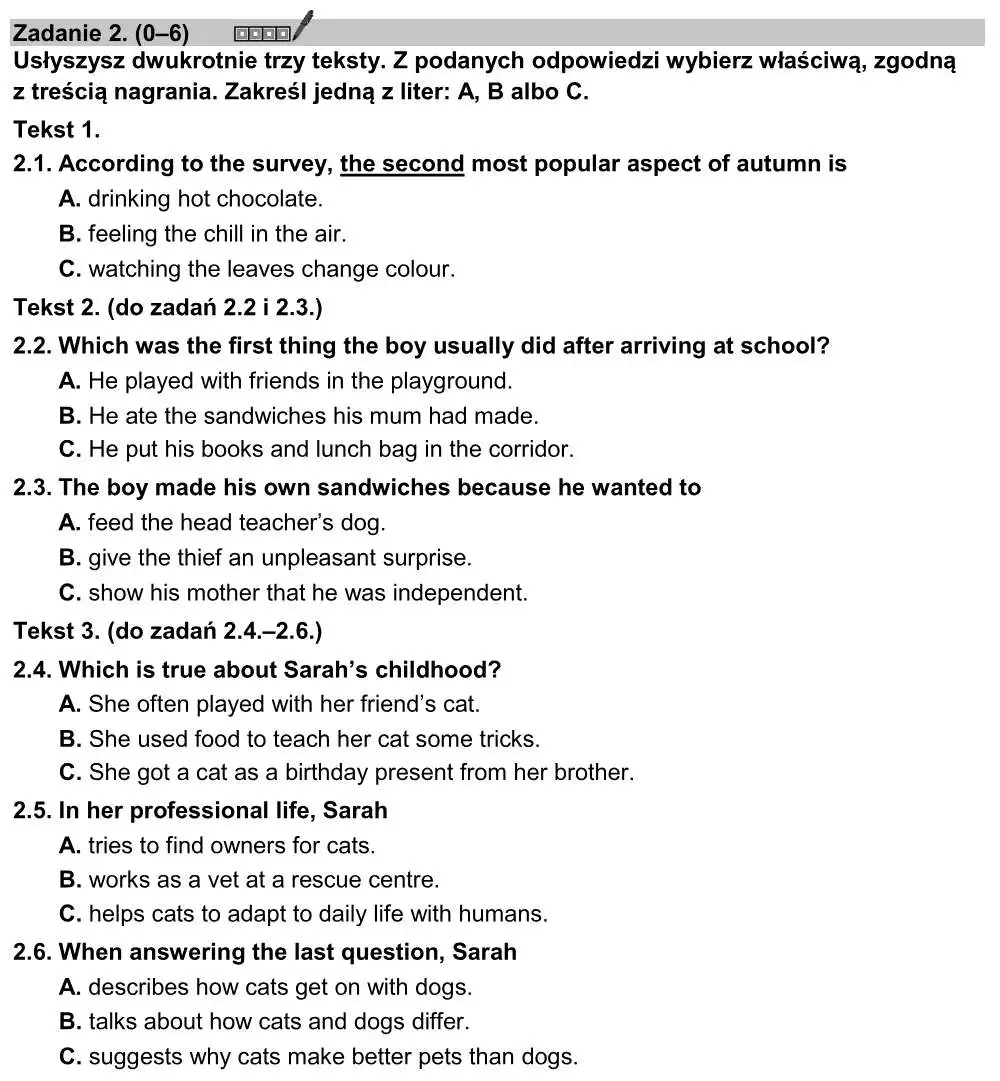 Zadanie 2. (0–6)
Usłyszysz dwukrotnie trzy teksty. Z podanych odpowiedzi wybierz właściwą, zgodną
z treścią nagrania. Zakreśl jedną z liter: A, B albo C.
Tekst 1.
2.1. According to the survey, the second most popular aspect of autumn is
A. drinking hot chocolate.
B. feeling the chill in the air.
C. watching the leaves change colour.
Tekst 2. (do zadań 2.2 i 2.3.)
2.2. Which was the first thing the boy usually did after arriving at school?
A. He played with friends in the playground.
B. He ate the sandwiches his mum had made.
C. He put his books and lunch bag in the corridor.
2.3. The boy made his own sandwiches because he wanted to
A. feed the head teacher’s dog.
B. give the thief an unpleasant surprise.
C. show his mother that he was independent.
Tekst 3. (do zadań 2.4.–2.6.)
2.4. Which is true about Sarah’s childhood?
A. She often played with her friend’s cat.
B. She used food to teach her cat some tricks.
C. She got a cat as a birthday present from her brother.
2.5. In her professional life, Sarah
A. tries to find owners for cats.
B. works as a vet at a rescue centre.
C. helps cats to adapt to daily life with humans.
2.6. When answering the last question, Sarah
A. describes how cats get on with dogs.
B. talks about how cats and dogs differ.
C. suggests why cats make better pets than dogs.